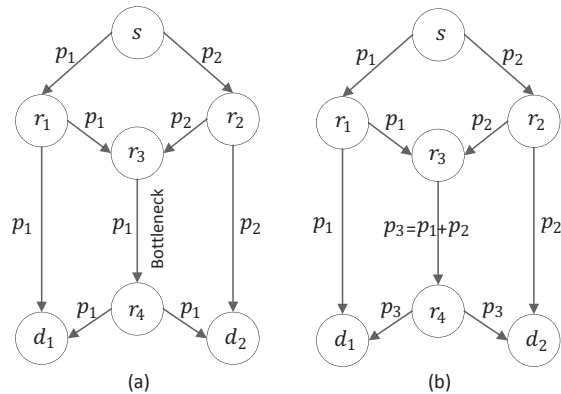 s
p₁ p₂
r₁ p₁ p₂ r₂
r₃
p₁ p₁ Bottleneck p₂
p₁ r₄ p₁
d₁ d₂
(a)
s
p₁ p₂
r₁ p₁ p₂ r₂
r₃
p₁ p₃=p₁+p₂ p₂
p₃ r₄ p₃
d₁ d₂
(b)